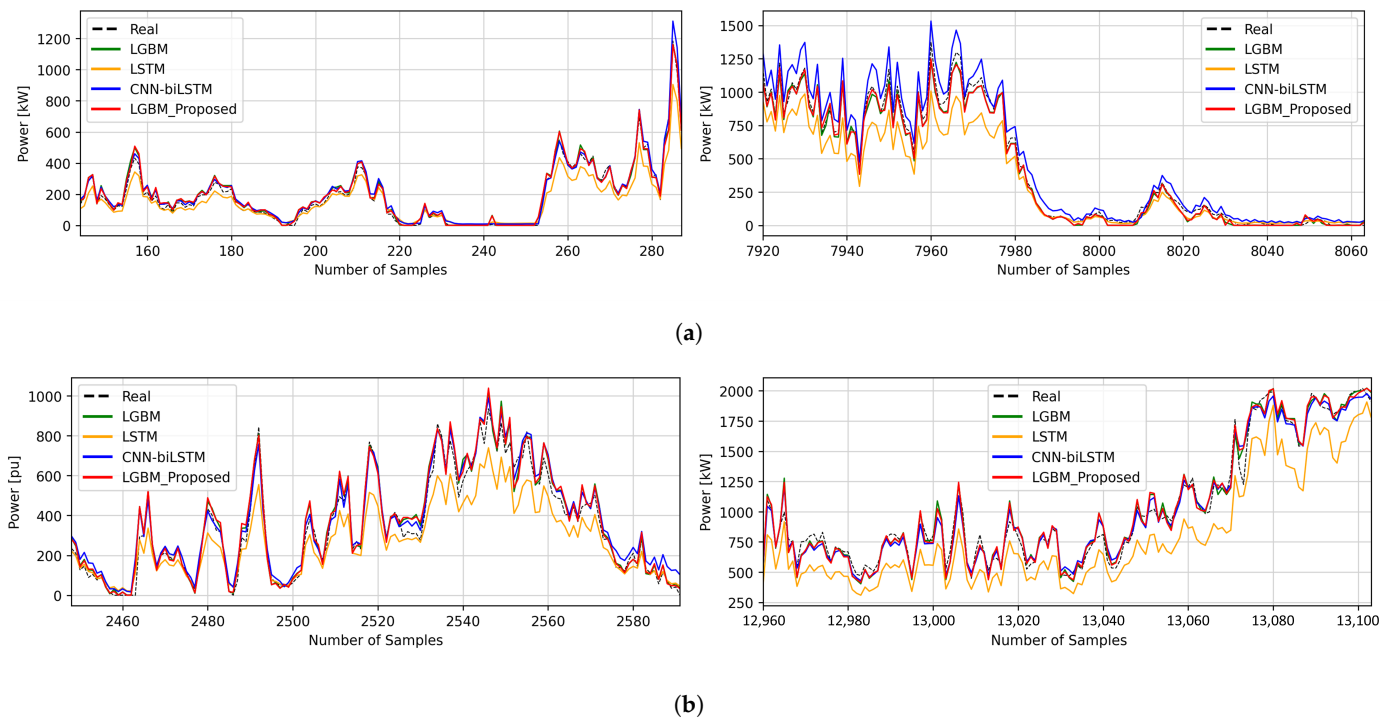 Power [kW]
1200
1000
800
600
400
200
0
160 180 200 220 240 260 280
Number of Samples
Real
LGBM
LSTM
CNN-biLSTM
LGBM_Proposed
Power [kW]
1500
1250
1000
750
500
250
0
7920 7940 7960 7980 8000 8020 8040 8060
Number of Samples
Real
LGBM
LSTM
CNN-biLSTM
LGBM_Proposed
(a)
Power [pu]
1000
800
600
400
200
0
2460 2480 2500 2520 2540 2560 2580
Number of Samples
Real
LGBM
LSTM
CNN-biLSTM
LGBM_Proposed
Power [kW]
2000
1750
1500
1250
1000
750
500
250
12,960 12,980 13,000 13,020 13,040 13,060 13,080 13,100
Number of Samples
Real
LGBM
LSTM
CNN-biLSTM
LGBM_Proposed
(b)